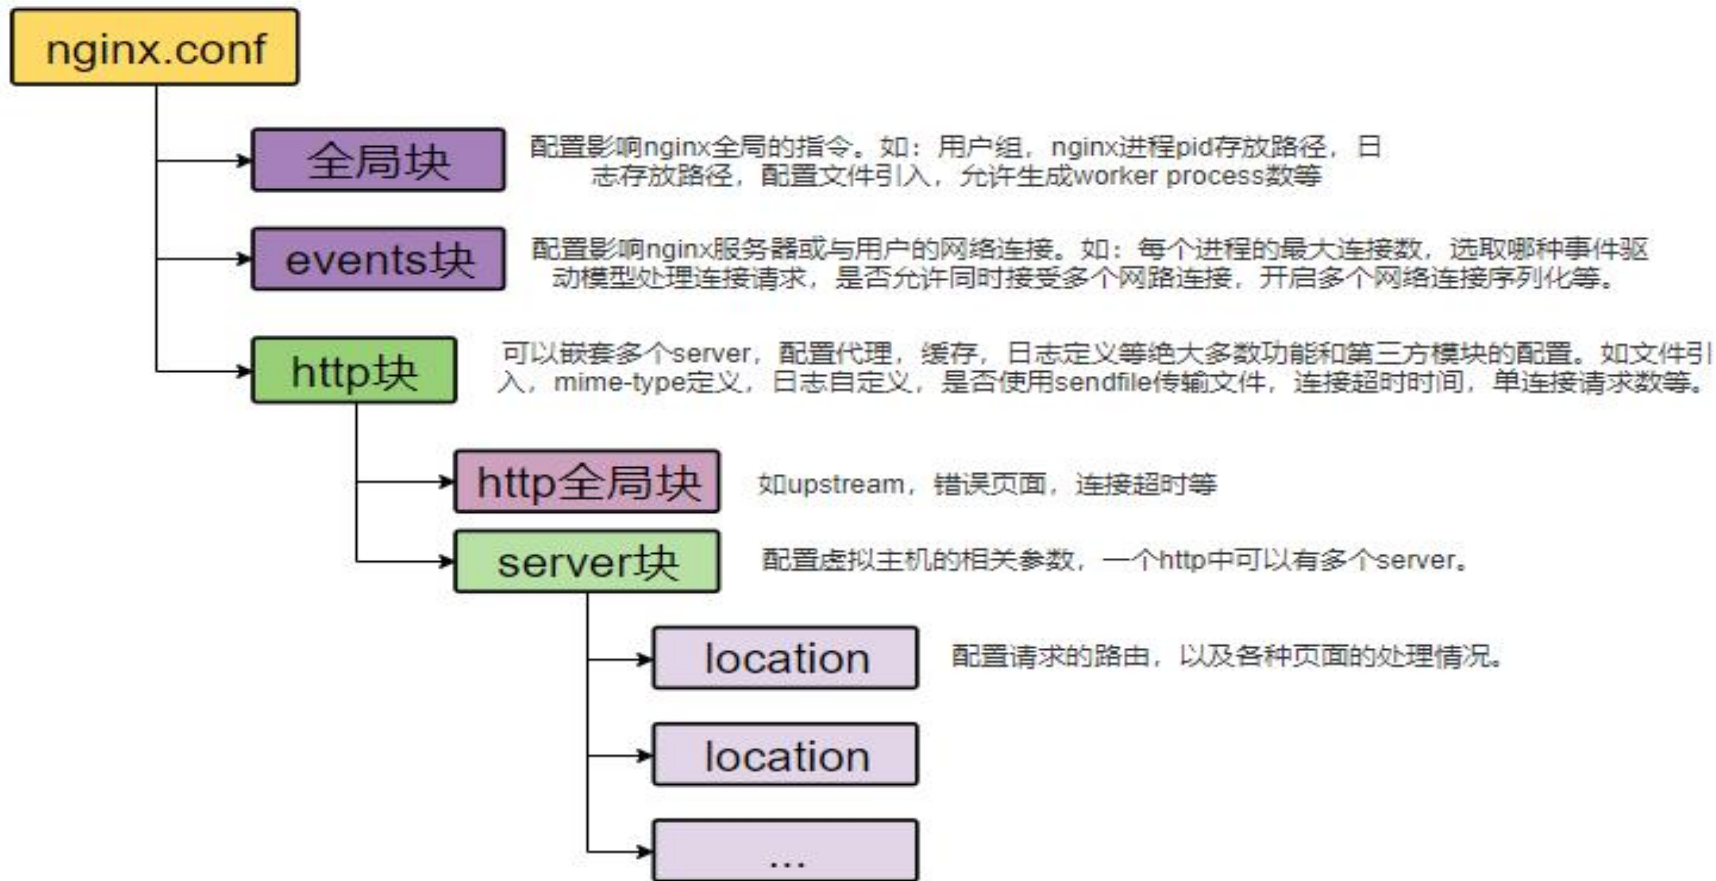 nginx.conf
全局块
配置影响nginx全局的指令。如：用户组，nginx进程pid存放路径，日
志存放路径，配置文件引入，允许生成worker process数等
events块
配置影响nginx服务器或与用户的网络连接。如：每个进程的最大连接数，选取哪种事件驱
动模型处理连接请求，是否允许同时接受多个网路连接，开启多个网络连接序列化等。
http块
可以嵌套多个server，配置代理，缓存，日志定义等绝大多数功能和第三方模块的配置。如文件引
入，mime-type定义，日志自定义，是否使用sendfile传输文件，连接超时时间，单连接请求数等。
http全局块
如upstream，错误页面，连接超时等
server块
配置虚拟主机的相关参数，一个http中可以有多个server。
location
配置请求的路由，以及各种页面的处理情况。
location
...